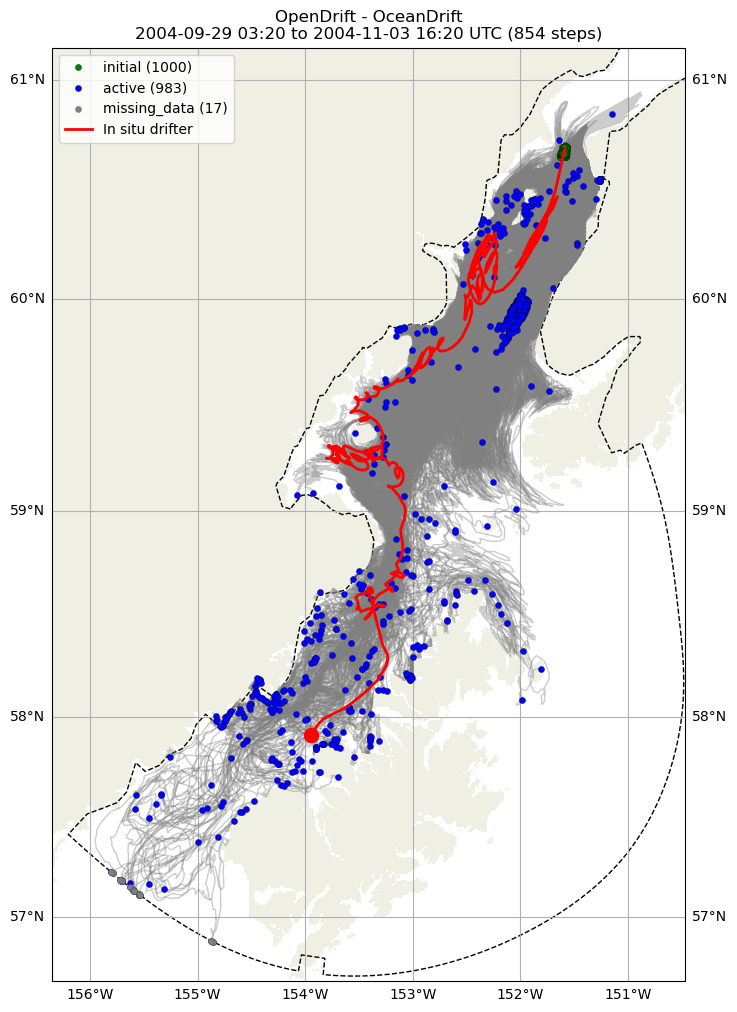 OpenDrift - OceanDrift
2004-09-29 03:20 to 2004-11-03 16:20 UTC (854 steps)
initial (1000)
active (983)
missing_data (17)
In situ drifter
61°N
61°N
60°N
60°N
59°N
59°N
58°N
58°N
57°N
57°N
156°W
155°W
154°W
153°W
152°W
151°W